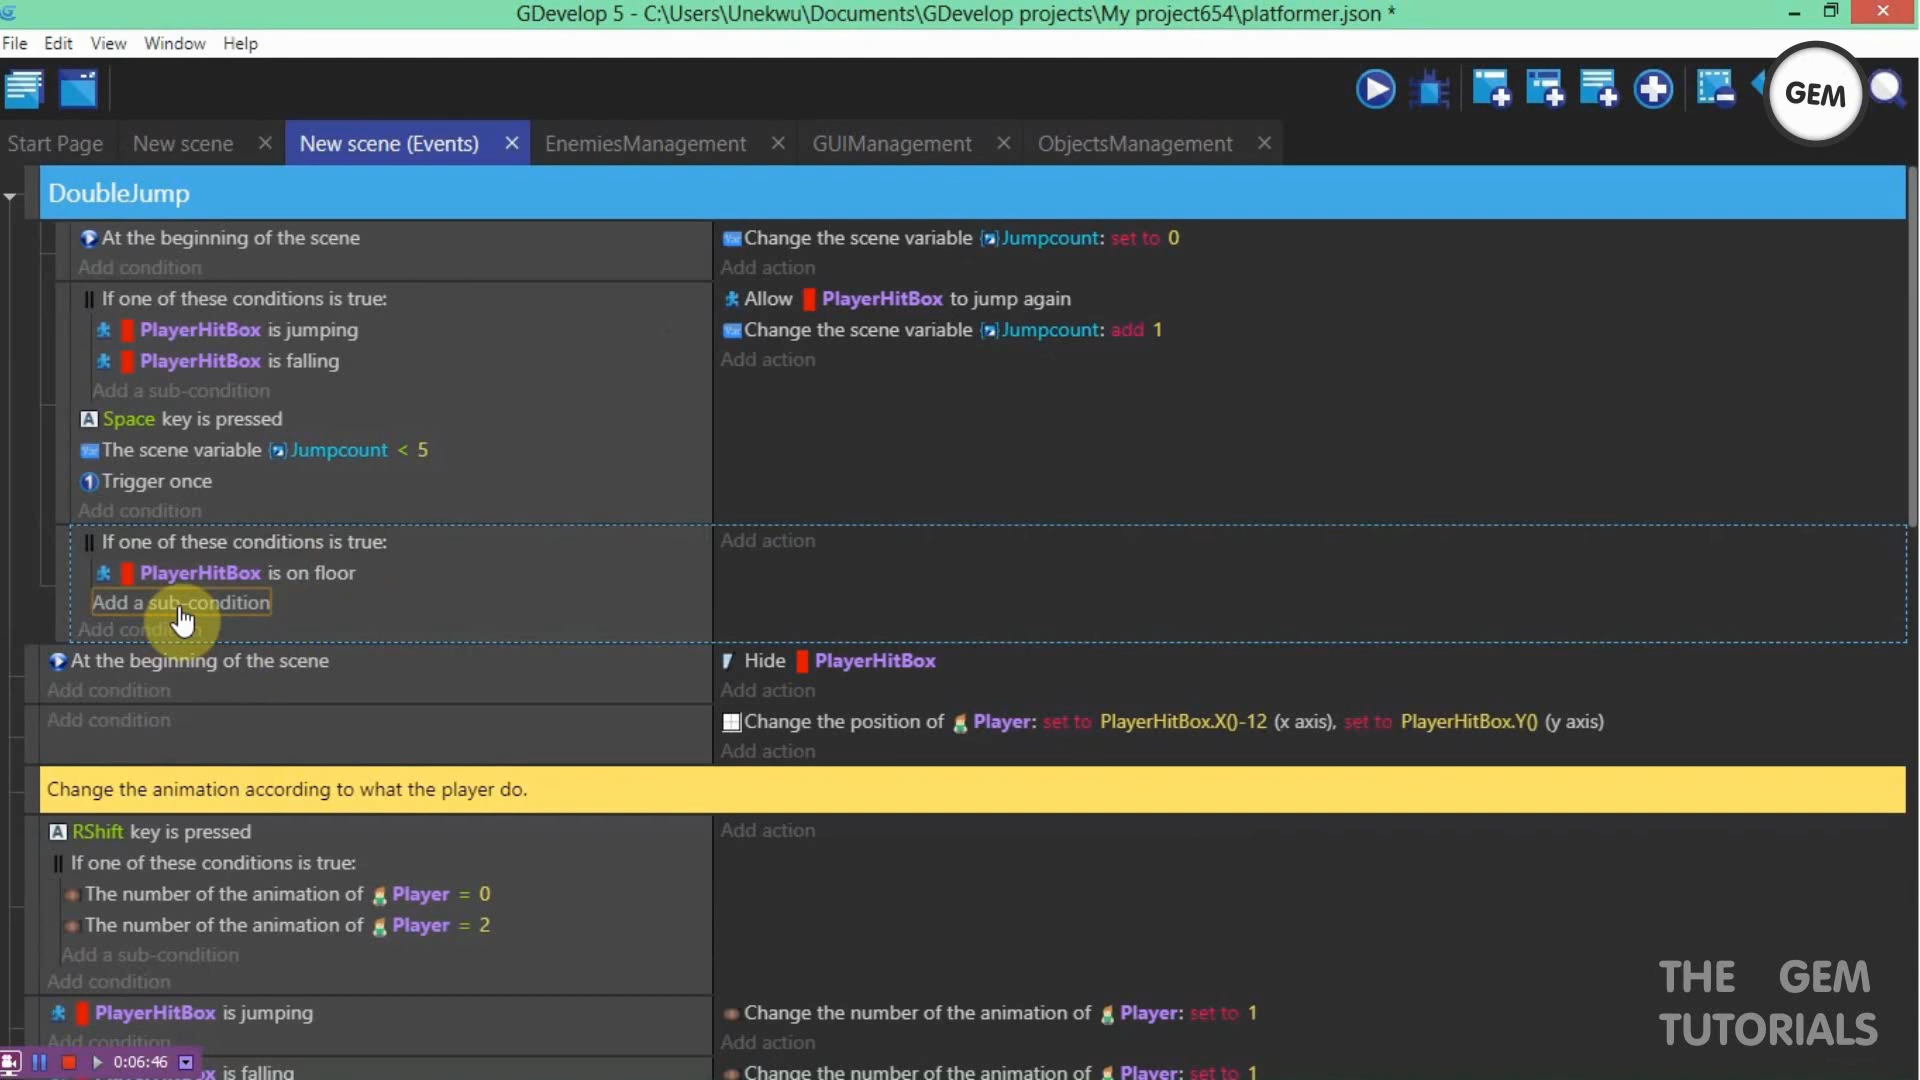 GDevelop 5 - C:\Users\Unekwu\Documents\GDevelop projects\My project654\platformer.json *
File Edit View Window Help
GEM
Start Page New scene New scene (Events) EnemiesManagement GUIManagement ObjectsManagement
DoubleJump
At the beginning of the scene Change the scene variable Jumpcount: set to 0
Add condition Add action
If one of these conditions is true: Allow PlayerHitBox to jump again
PlayerHitBox is jumping Change the scene variable Jumpcount: add 1
PlayerHitBox is falling Add action
Add a sub-condition
Space key is pressed
The scene variable Jumpcount < 5
Trigger once
Add condition
If one of these conditions is true: Add action
PlayerHitBox is on floor
Add a sub-condition
Add condition
At the beginning of the scene Hide PlayerHitBox
Add condition Add action
Add condition Change the position of Player: set to PlayerHitBox.X()-12 (x axis), set to PlayerHitBox.Y() (y axis)
Add action
Change the animation according to what the player do.
RShift key is pressed Add action
If one of these conditions is true:
The number of the animation of Player = 0
The number of the animation of Player = 2
Add a sub-condition
Add condition
PlayerHitBox is jumping Change the number of the animation of Player: set to 1
Add condition Add action
is falling Change the number of the animation of Player: set to 1
0:06:46
THE GEM
TUTORIALS